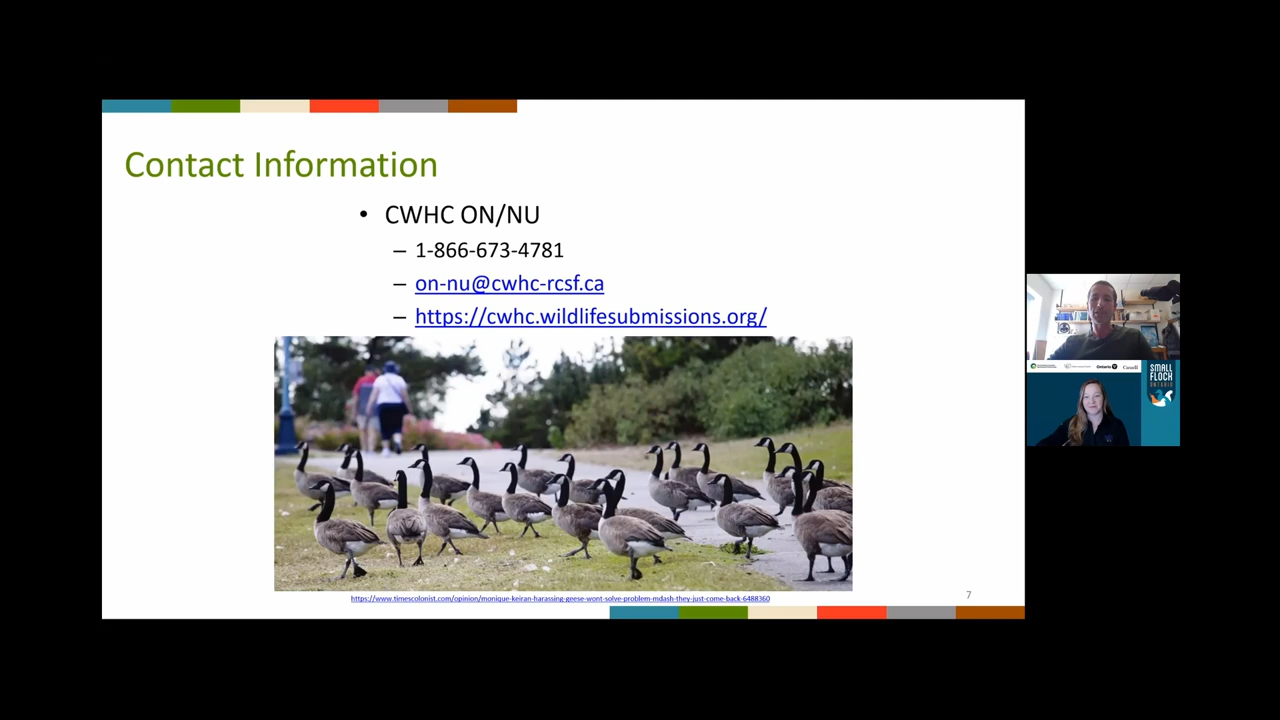 Contact Information
• CWHC ON/NU
– 1-866-673-4781
– on-nu@cwhc-rcsf.ca
– https://cwhc.wildlifesubmissions.org/
https://www.timescolonist.com/opinion/monique-keiran-harassing-geese-wont-solve-problem-mdash-they-just-come-back-6488360
7
Ontario
Canada
SMALL
FLOCK
ONTARIO